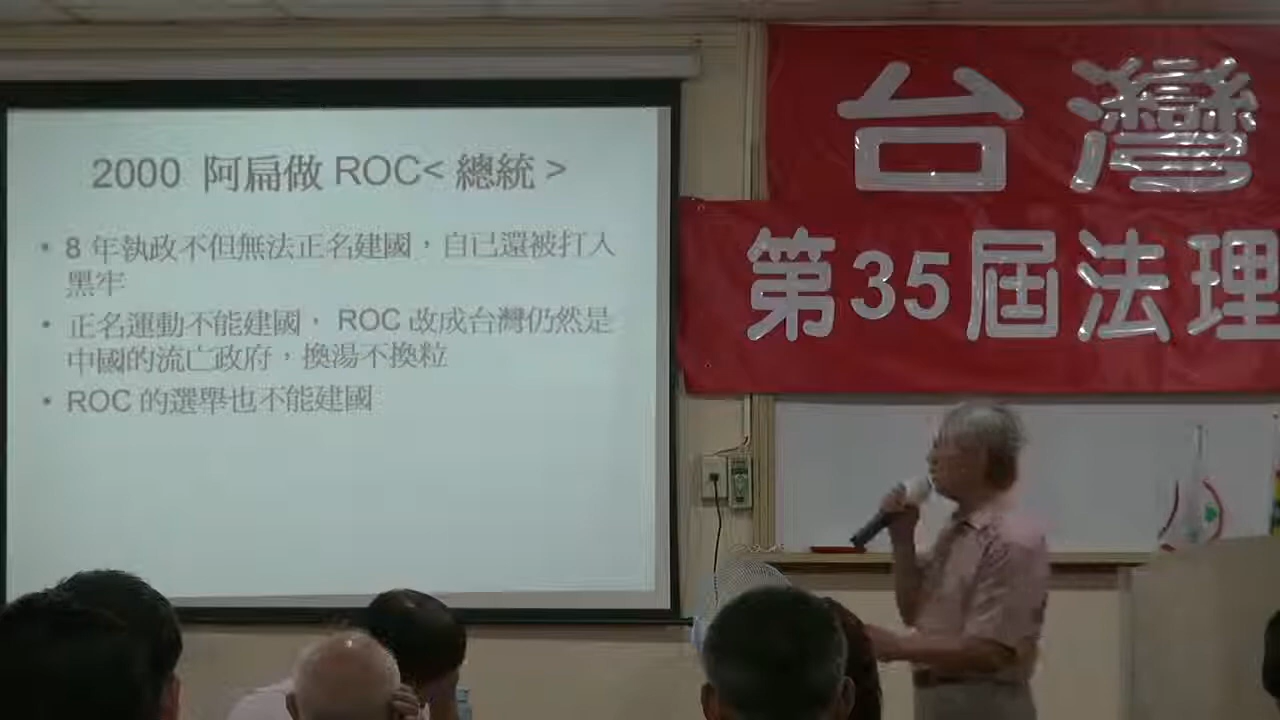 2000 阿扁做 ROC< 總統 >
• 8 年執政不但無法正名建國，自已還被打入
黑牢
• 正名運動不能建國， ROC 改成台灣仍然是
中國的流亡政府，換湯不換粒
• ROC 的選舉也不能建國
台灣
第35屆法理